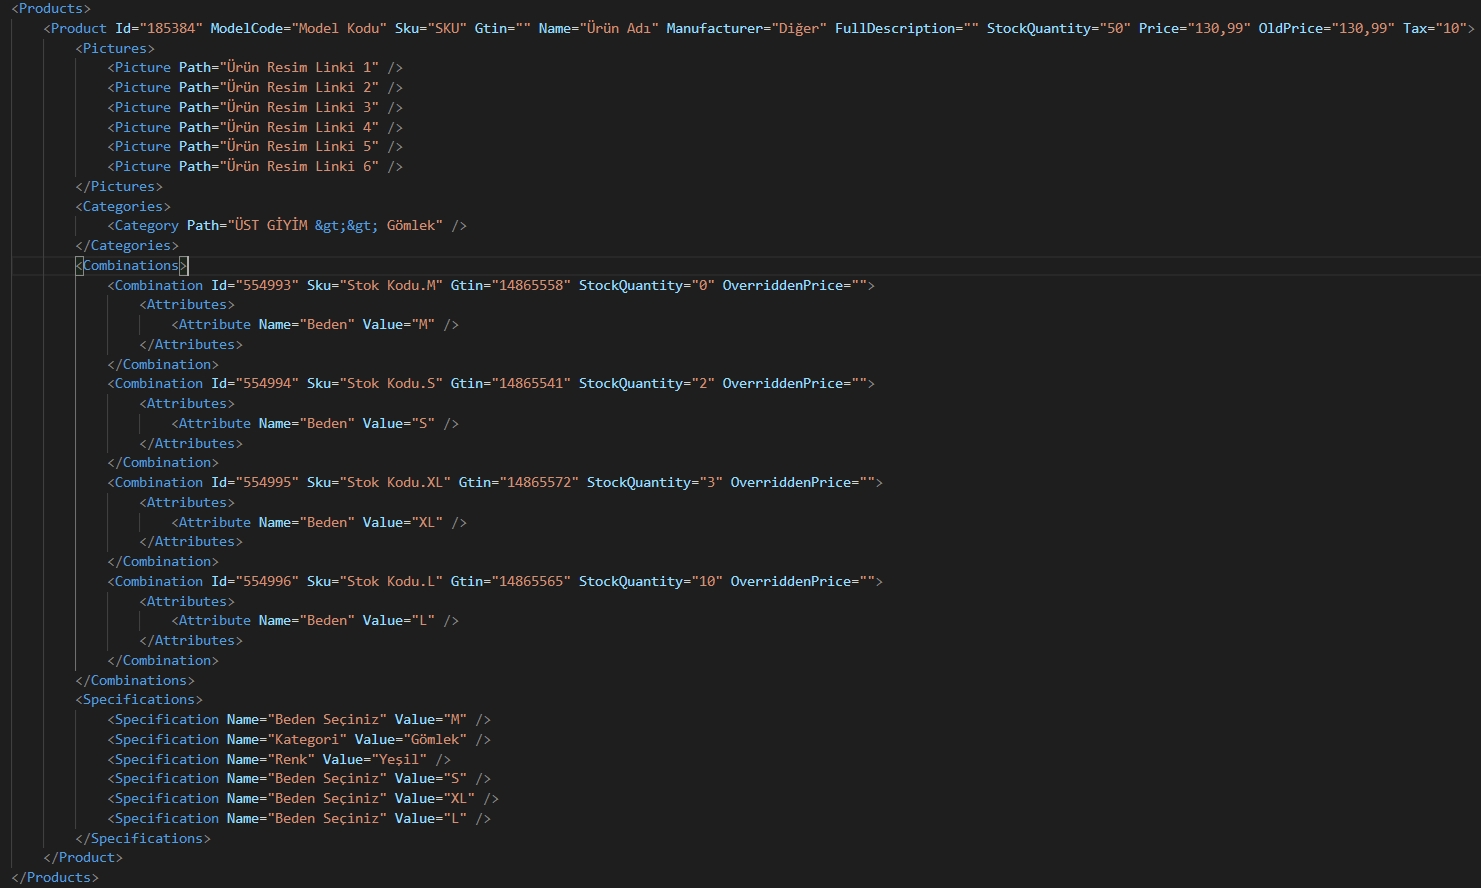 <Products>
<Product Id="185384" ModelCode="Model Kodu" Sku="SKU" Gtin="" Name="Ürün Adı" Manufacturer="Diğer" FullDescription="" StockQuantity="50" Price="130,99" OldPrice="130,99" Tax="10">
<Pictures>
<Picture Path="Ürün Resim Linki 1" />
<Picture Path="Ürün Resim Linki 2" />
<Picture Path="Ürün Resim Linki 3" />
<Picture Path="Ürün Resim Linki 4" />
<Picture Path="Ürün Resim Linki 5" />
<Picture Path="Ürün Resim Linki 6" />
</Pictures>
<Categories>
<Category Path="ÜST GİYİM &gt;&gt; Gömlek" />
</Categories>
<Combinations>
<Combination Id="554993" Sku="Stok Kodu.M" Gtin="14865558" StockQuantity="0" OverriddenPrice="">
<Attributes>
<Attribute Name="Beden" Value="M" />
</Attributes>
</Combination>
<Combination Id="554994" Sku="Stok Kodu.S" Gtin="14865541" StockQuantity="2" OverriddenPrice="">
<Attributes>
<Attribute Name="Beden" Value="S" />
</Attributes>
</Combination>
<Combination Id="554995" Sku="Stok Kodu.XL" Gtin="14865572" StockQuantity="3" OverriddenPrice="">
<Attributes>
<Attribute Name="Beden" Value="XL" />
</Attributes>
</Combination>
<Combination Id="554996" Sku="Stok Kodu.L" Gtin="14865565" StockQuantity="10" OverriddenPrice="">
<Attributes>
<Attribute Name="Beden" Value="L" />
</Attributes>
</Combination>
</Combinations>
<Specifications>
<Specification Name="Beden Seçiniz" Value="M" />
<Specification Name="Kategori" Value="Gömlek" />
<Specification Name="Renk" Value="Yeşil" />
<Specification Name="Beden Seçiniz" Value="S" />
<Specification Name="Beden Seçiniz" Value="XL" />
<Specification Name="Beden Seçiniz" Value="L" />
</Specifications>
</Product>
</Products>